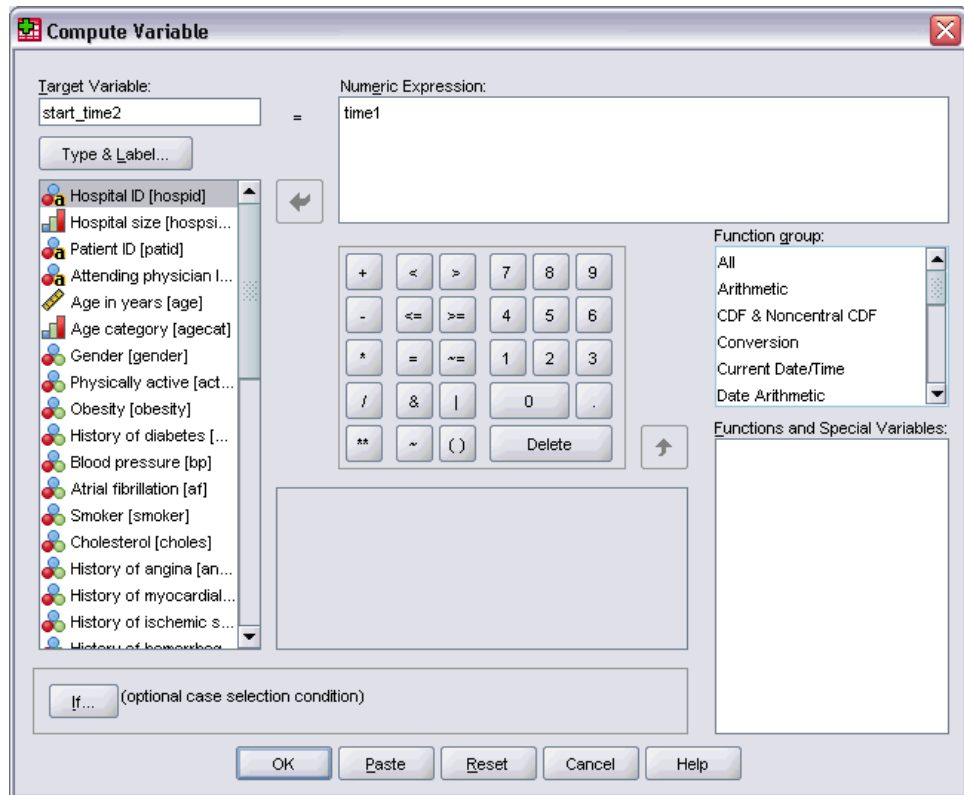 Compute Variable
Target Variable:
start_time2
=
Numeric Expression:
time1
Type & Label...
Hospital ID [hospid]
Hospital size [hospsi...
Patient ID [patid]
Attending physician I...
Age in years [age]
Age category [agecat]
Gender [gender]
Physically active [act...
Obesity [obesity]
History of diabetes [...
Blood pressure [bp]
Atrial fibrillation [af]
Smoker [smoker]
Cholesterol [choles]
History of angina [an...
History of myocardial...
History of ischemic s...
+ < > 7 8 9
- <= >= 4 5 6
* = ~= 1 2 3
/ & | 0 .
** ~ ( ) Delete
Function group:
All
Arithmetic
CDF & Noncentral CDF
Conversion
Current Date/Time
Date Arithmetic
Functions and Special Variables:
If... (optional case selection condition)
OK Paste Reset Cancel Help